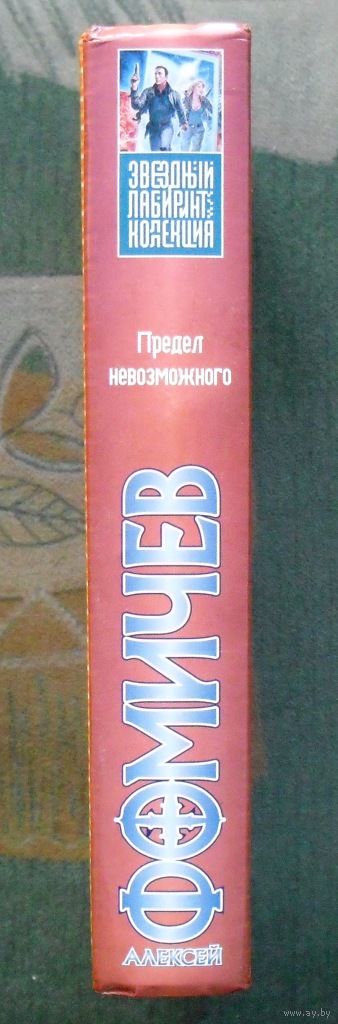 ЗВЕЗДНЫЙ
ЛАБИРИНТ
КОЛЛЕКЦИЯ
Предел
невозможного
АЛЕКСЕЙ
ФОМИЧЕВ
www.ay.by